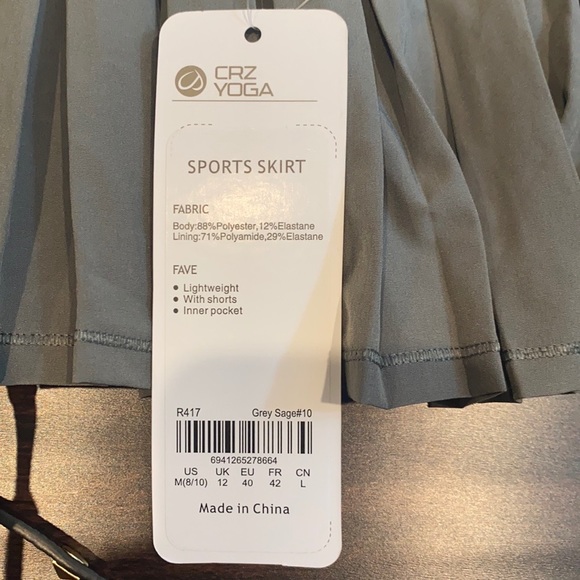 CRZ
YOGA
SPORTS SKIRT
FABRIC
Body:88%Polyester,12%Elastane
Lining:71%Polyamide,29%Elastane
FAVE
● Lightweight
● With shorts
● Inner pocket
R417 Grey Sage#10
6941265278664
US UK EU FR CN
M(8/10) 12 40 42 L
Made in China